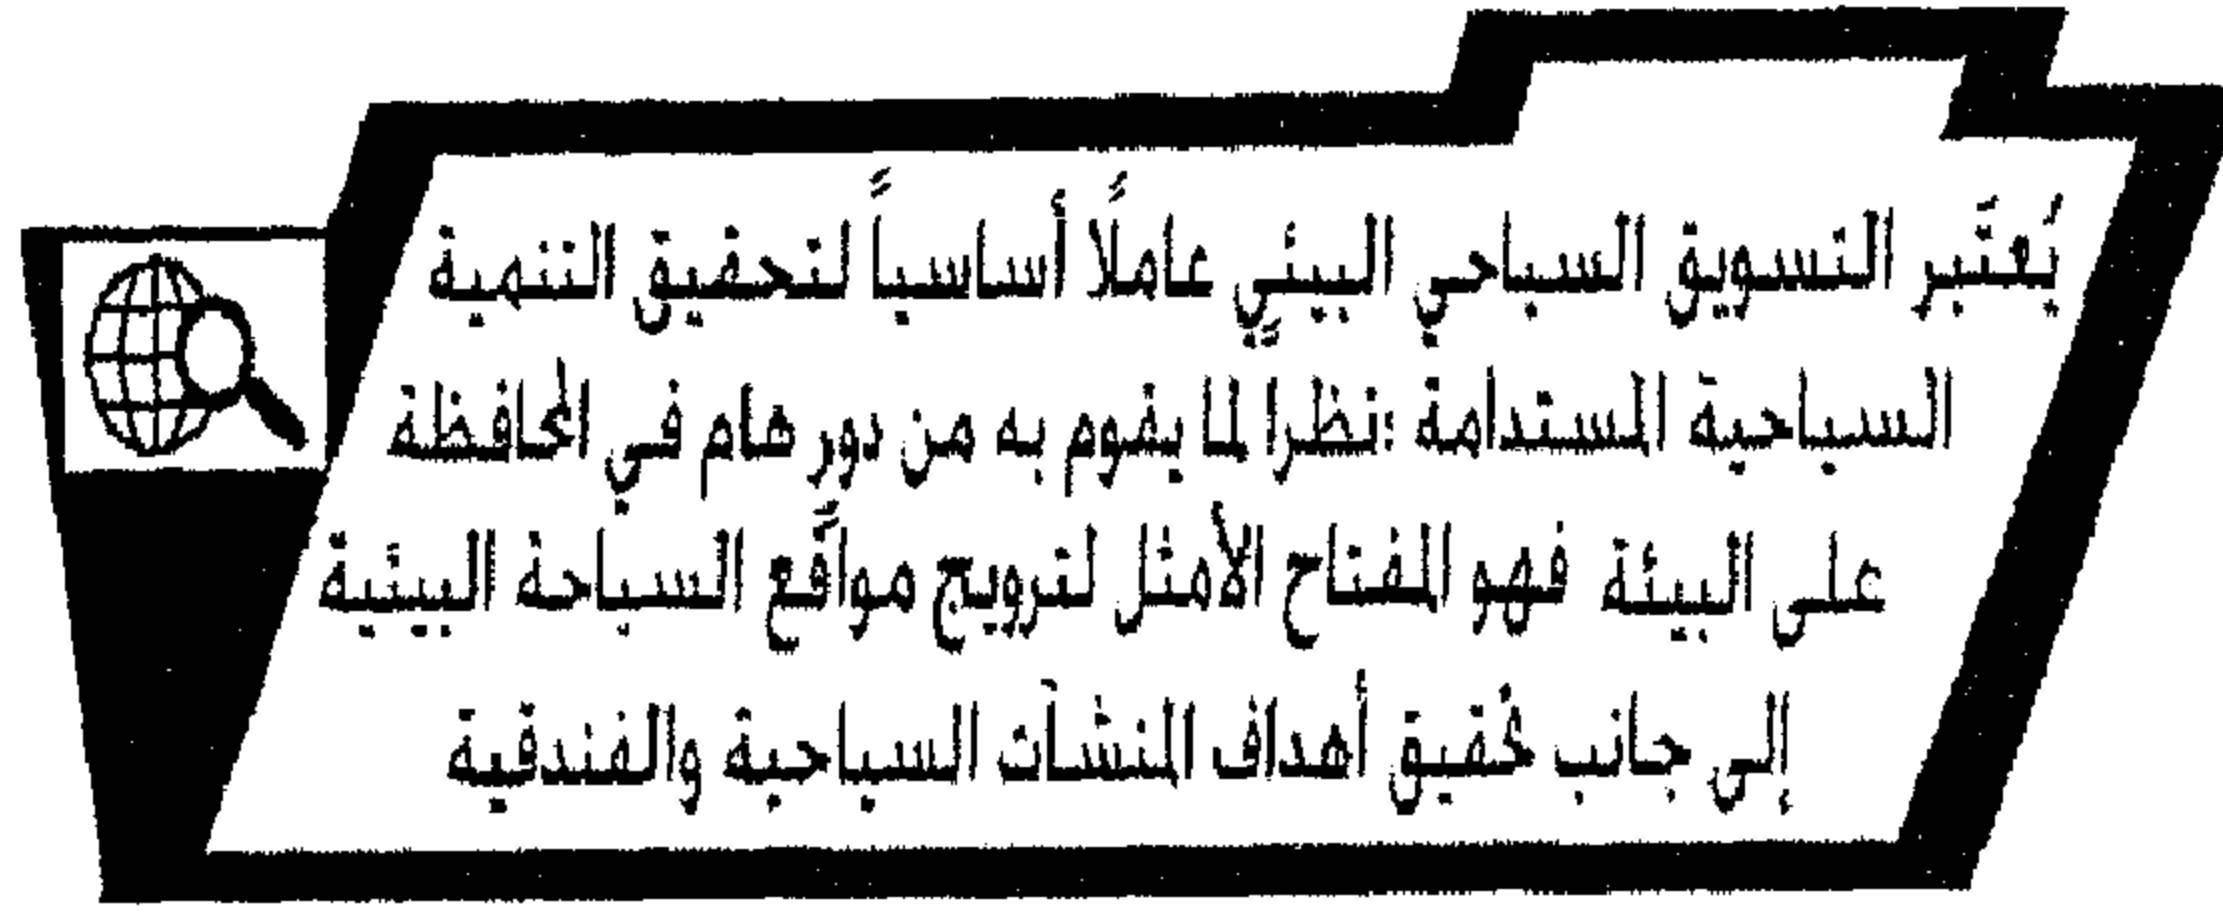 يُعتَبر التسويق السياحي البيئي عاملًا أساسياً لتحقيق التنمية
السياحية المستدامة ؛نظراً لما يقوم به من دور هام في المحافظة
على البيئة فهو المفتاح الأمثل لترويج مواقع السياحة البيئية
إلى جانب تحقيق أهداف المنشآت السياحية والفندقية